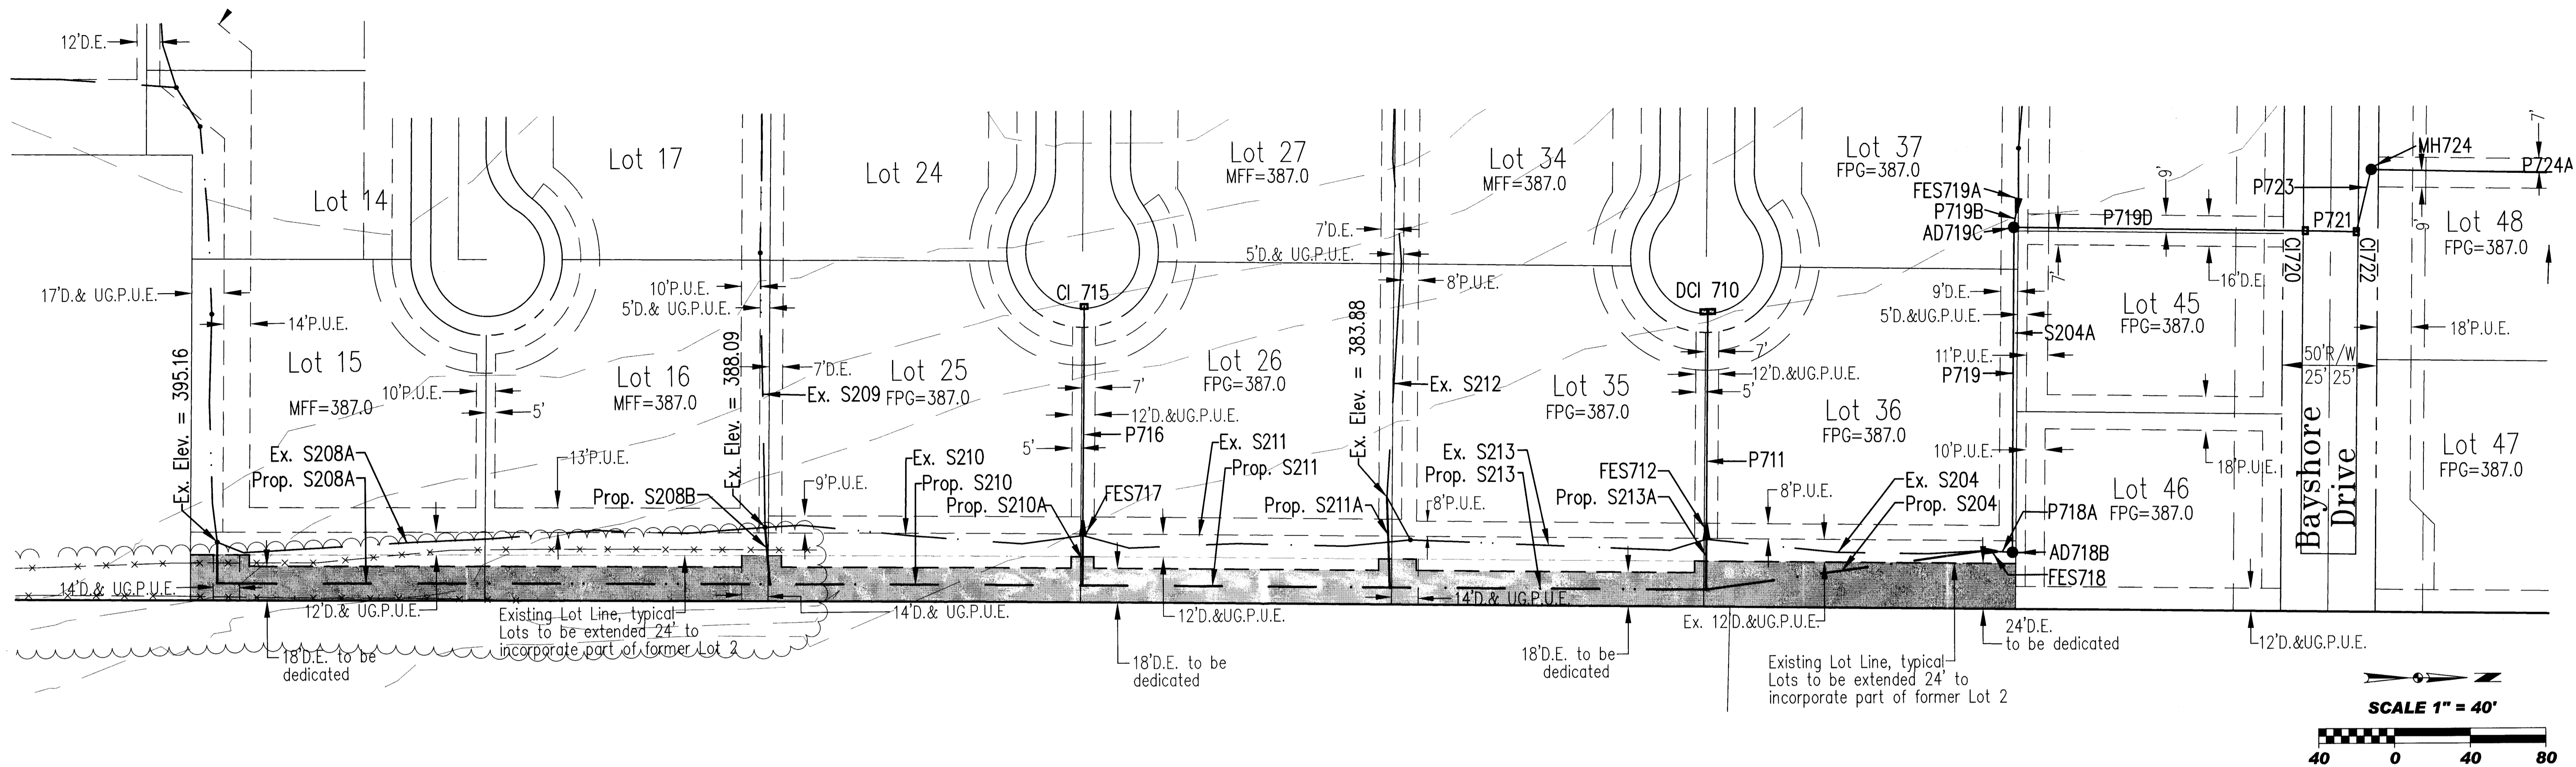 12'D.E.
Lot 14
Lot 17
Lot 24
Lot 27
MFF=387.0
Lot 34
MFF=387.0
Lot 37
FPG=387.0
MH724
P724A
7'
P723
Lot 48
FPG=387.0
9'
FES719A
P719B
AD719C
P719D
9'
7'
16'D.E.
P721
CI720
CI722
7'D.E.
5'D.& UG.P.U.E.
8'P.U.E.
17'D.& UG.P.U.E.
14'P.U.E.
10'P.U.E.
5'D.& UG.P.U.E.
CI 715
DCI 710
9'D.E.
5'D.&UG.P.U.E.
Lot 45
FPG=387.0
S204A
11'P.U.E.
P719
50'R/W
25' 25'
18'P.U.E.
Ex. Elev. = 395.16
Lot 15
MFF=387.0
10'P.U.E.
5'
Lot 16
MFF=387.0
Ex. Elev. = 388.09
7'D.E.
Ex. S209
Lot 25
FPG=387.0
7'
12'D.&UG.P.U.E.
P716
5'
Lot 26
FPG=387.0
Ex. Elev. = 383.88
Ex. S212
Lot 35
FPG=387.0
7'
12'D.&UG.P.U.E.
5'
P711
Lot 36
FPG=387.0
10'P.U.E.
18'P.U.E.
Bayshore
Drive
Lot 47
FPG=387.0
Lot 46
FPG=387.0
Ex. S208A
Prop. S208A
13'P.U.E.
Prop. S208B
9'P.U.E.
Ex. S210
Prop. S210
Prop. S210A
FES717
Ex. S211
Prop. S211
Prop. S211A
8'P.U.E.
Ex. S213
Prop. S213
FES712
Prop. S213A
8'P.U.E.
Ex. S204
Prop. S204
P718A
AD718B
FES718
14'D.& UG.P.U.E.
12'D.& UG.P.U.E.
18'D.E. to be
dedicated
Existing Lot Line, typical
Lots to be extended 24' to
incorporate part of former Lot 2
14'D.& UG.P.U.E.
18'D.E. to be
dedicated
12'D.&UG.P.U.E.
14'D.& UG.P.U.E.
18'D.E. to be
dedicated
Ex. 12'D.&UG.P.U.E.
Existing Lot Line, typical
Lots to be extended 24' to
incorporate part of former Lot 2
24'D.E.
to be dedicated
12'D.&UG.P.U.E.
SCALE 1" = 40'
40 0 40 80